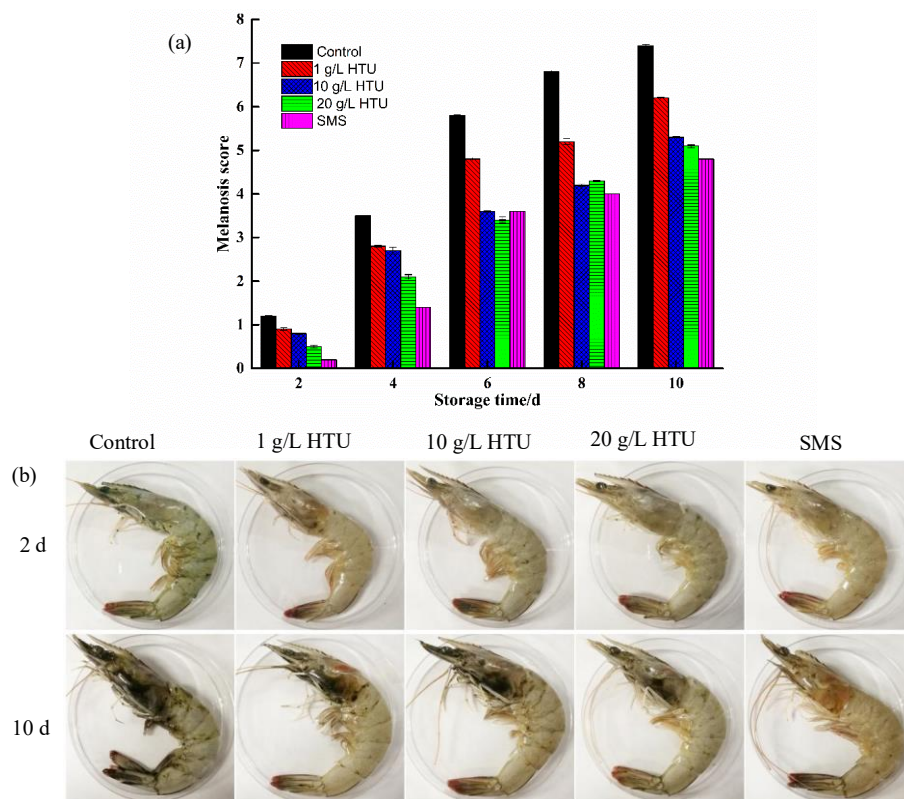 (a)
8
7
6
5
4
3
2
1
0
Melanosis score
Control
1 g/L HTU
10 g/L HTU
20 g/L HTU
SMS
2 4 6 8 10
Storage time/d
Control 1 g/L HTU 10 g/L HTU 20 g/L HTU SMS
(b)
2 d
10 d